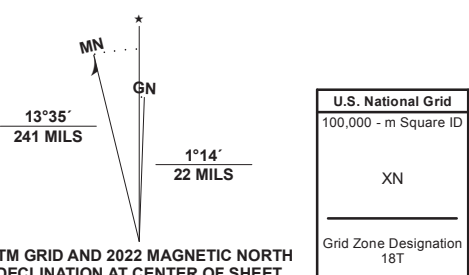 ★
MN
GN
13°35´
241 MILS
1°14´
22 MILS
TM GRID AND 2022 MAGNETIC NORTH
DECLINATION AT CENTER OF SHEET
U.S. National Grid
100,000 - m Square ID
XN
Grid Zone Designation
18T